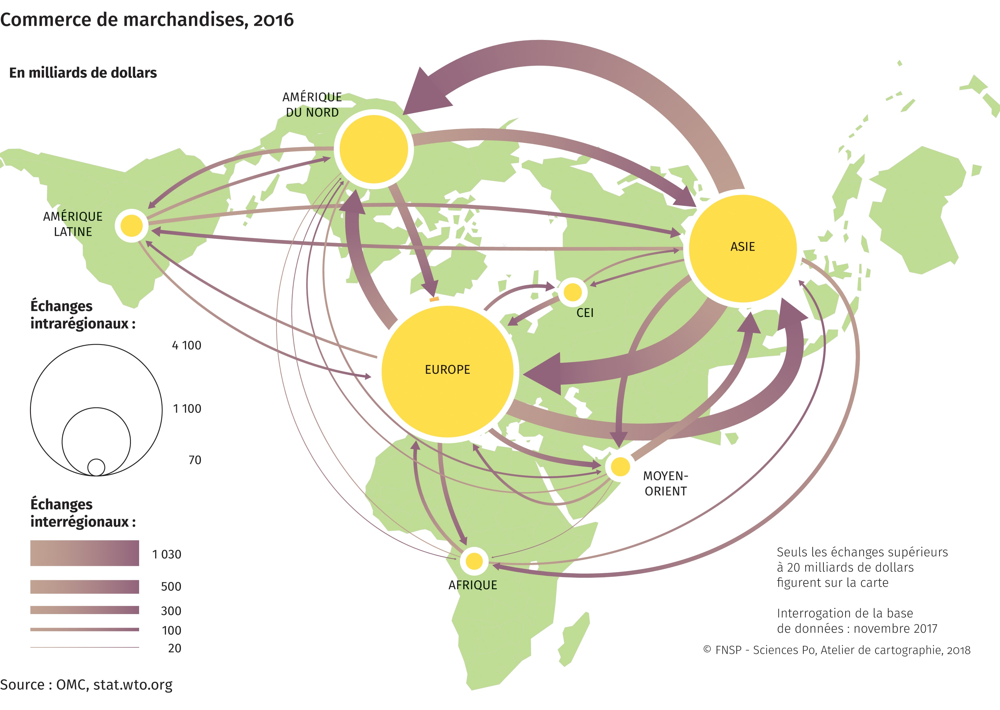 Commerce de marchandises, 2016
En milliards de dollars
AMÉRIQUE
DU NORD
AMÉRIQUE
LATINE
ASIE
CEI
EUROPE
MOYEN-
ORIENT
AFRIQUE
Échanges
intrarégionaux :
4 100
1 100
70
Échanges
interrégionaux :
1 030
500
300
100
20
Seuls les échanges supérieurs
à 20 milliards de dollars
figurent sur la carte
Interrogation de la base
de données : novembre 2017
© FNSP - Sciences Po, Atelier de cartographie, 2018
Source : OMC, stat.wto.org